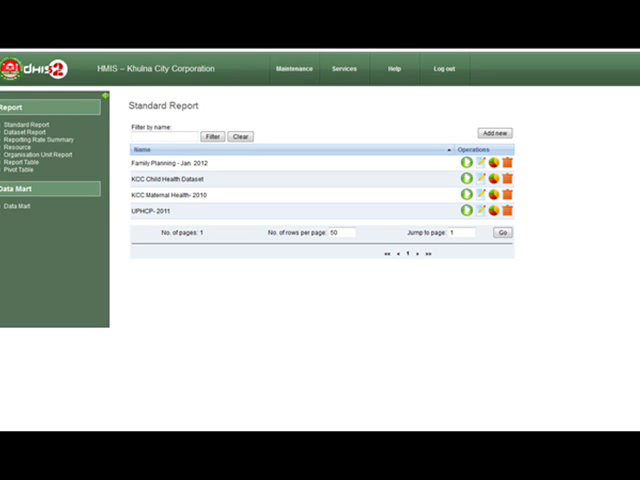 dhis2
HMIS – Khulna City Corporation
Maintenance
Services
Help
Log out
Report
Standard Report
Dataset Report
Reporting Rate Summary
Resource
Organisation Unit Report
Report Table
Pivot Table
Data Mart
Data Mart
Standard Report
Filter by name:
Filter
Clear
Add new
Name
Operations
Family Planning - Jan. 2012
KCC Child Health Dataset
KCC Maternal Health- 2010
UPHCP- 2011
No. of pages: 1
No. of rows per page: 50
Jump to page: 1
Go
«« « 1 » »»